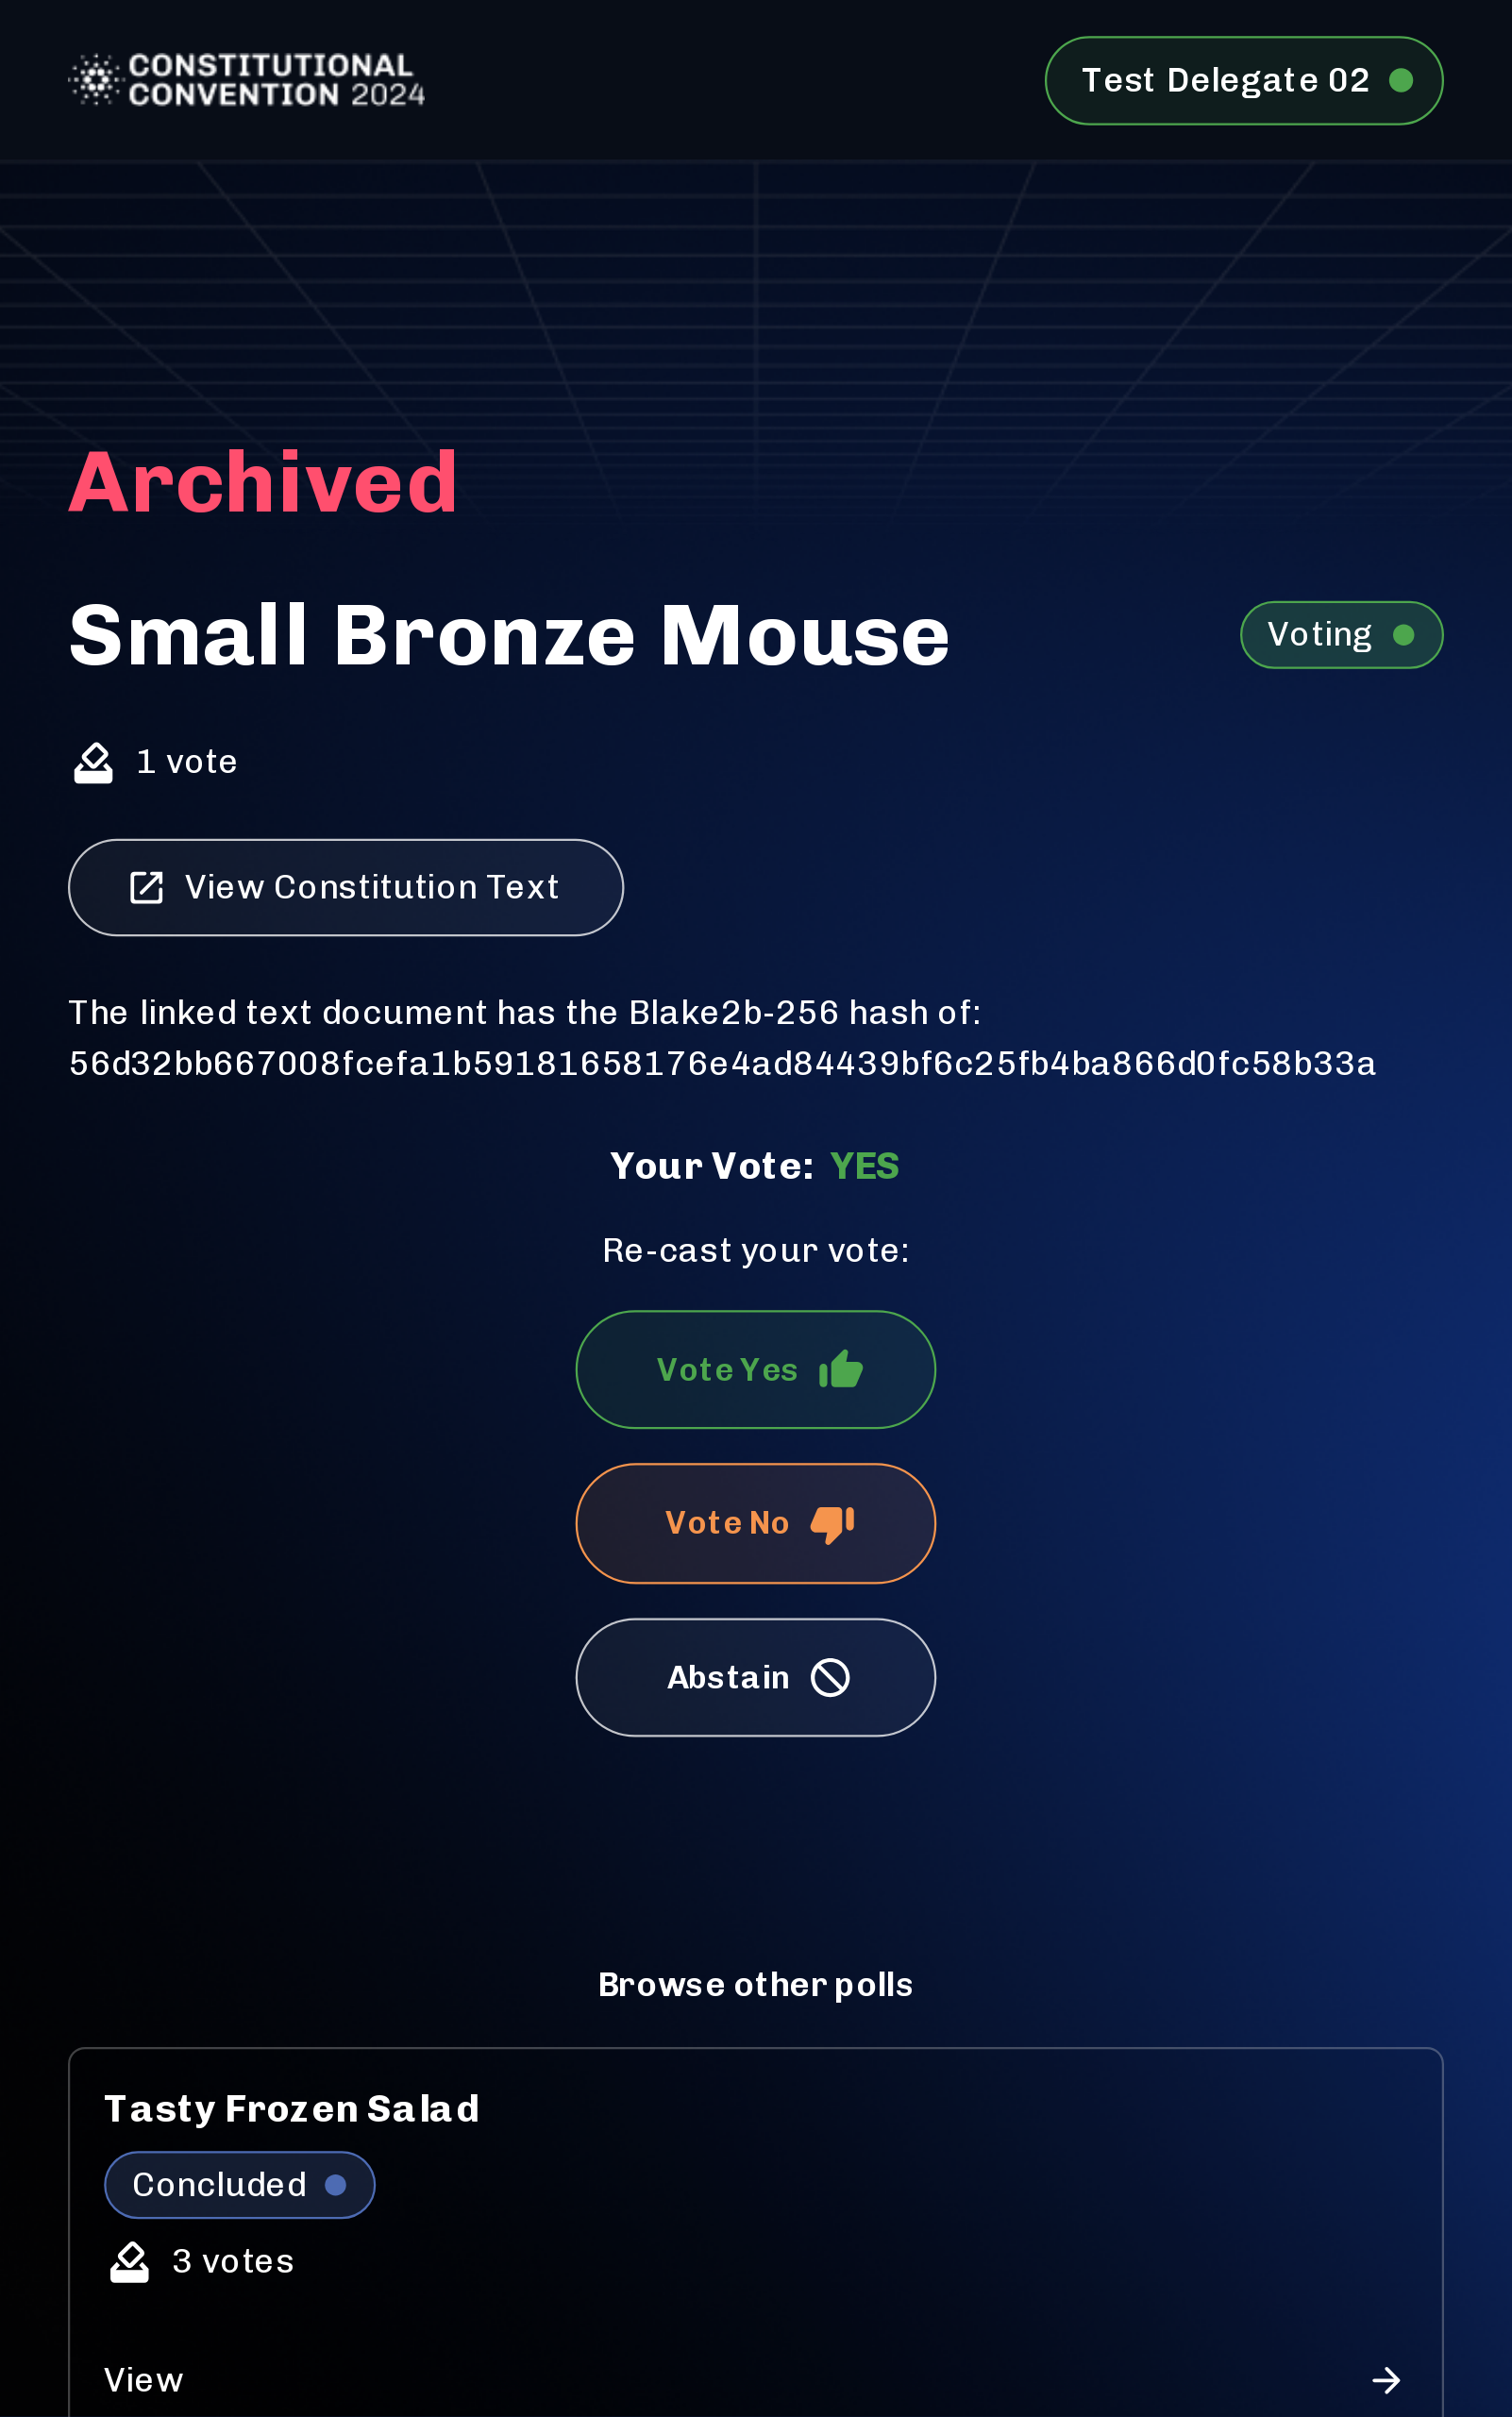 CONSTITUTIONAL
CONVENTION 2024
Test Delegate 02
Archived
Small Bronze Mouse
Voting
1 vote
View Constitution Text
The linked text document has the Blake2b-256 hash of:
56d32bb667008fcefa1b59181658176e4ad84439bf6c25fb4ba866d0fc58b33a
Your Vote: YES
Re-cast your vote:
Vote Yes
Vote No
Abstain
Browse other polls
Tasty Frozen Salad
Concluded
3 votes
View